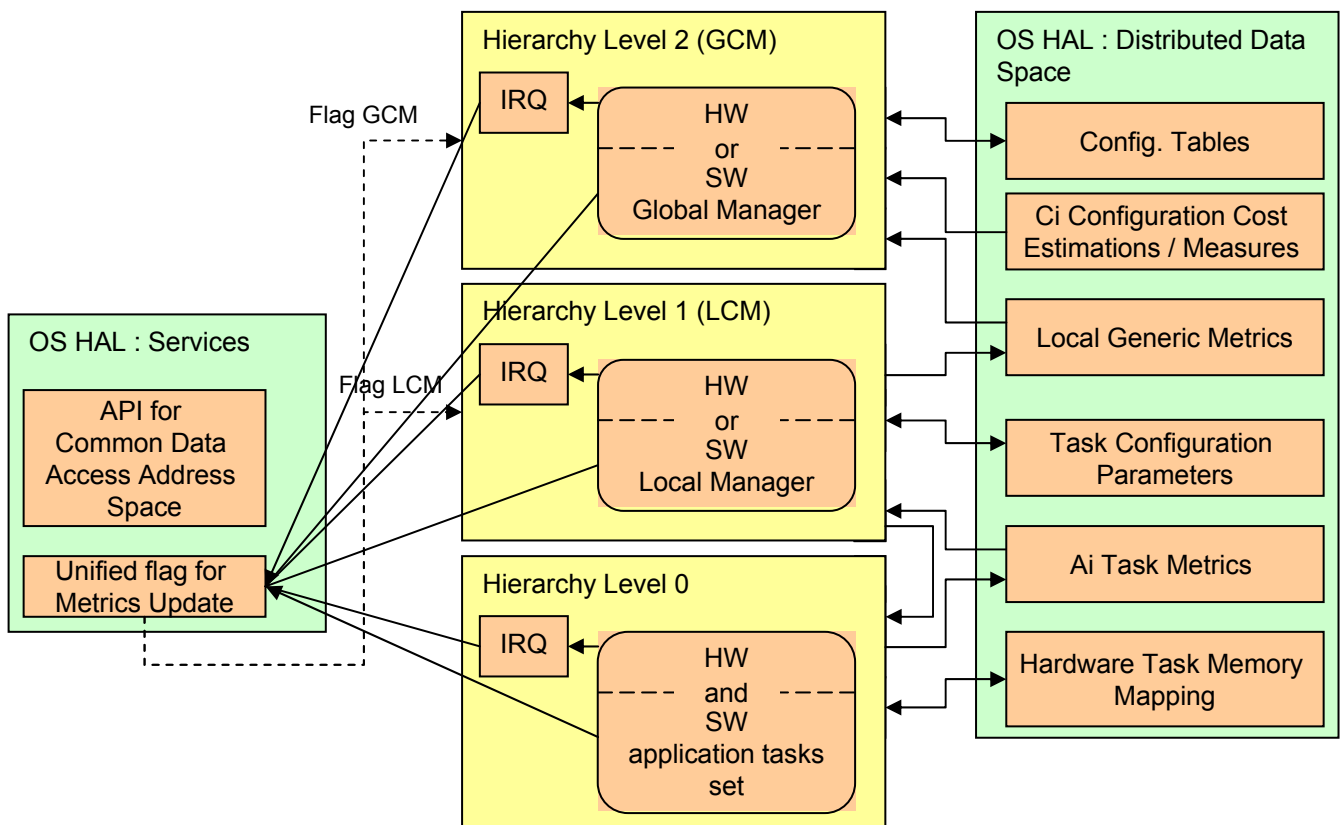 Hierarchy Level 2 (GCM)
IRQ
HW
or
SW
Global Manager
Flag GCM
Hierarchy Level 1 (LCM)
IRQ
HW
or
SW
Local Manager
Flag LCM
Hierarchy Level 0
IRQ
HW
and
SW
application tasks
set
OS HAL : Services
API for
Common Data
Access Address
Space
Unified flag for
Metrics Update
OS HAL : Distributed Data
Space
Config. Tables
Ci Configuration Cost
Estimations / Measures
Local Generic Metrics
Task Configuration
Parameters
Ai Task Metrics
Hardware Task Memory
Mapping